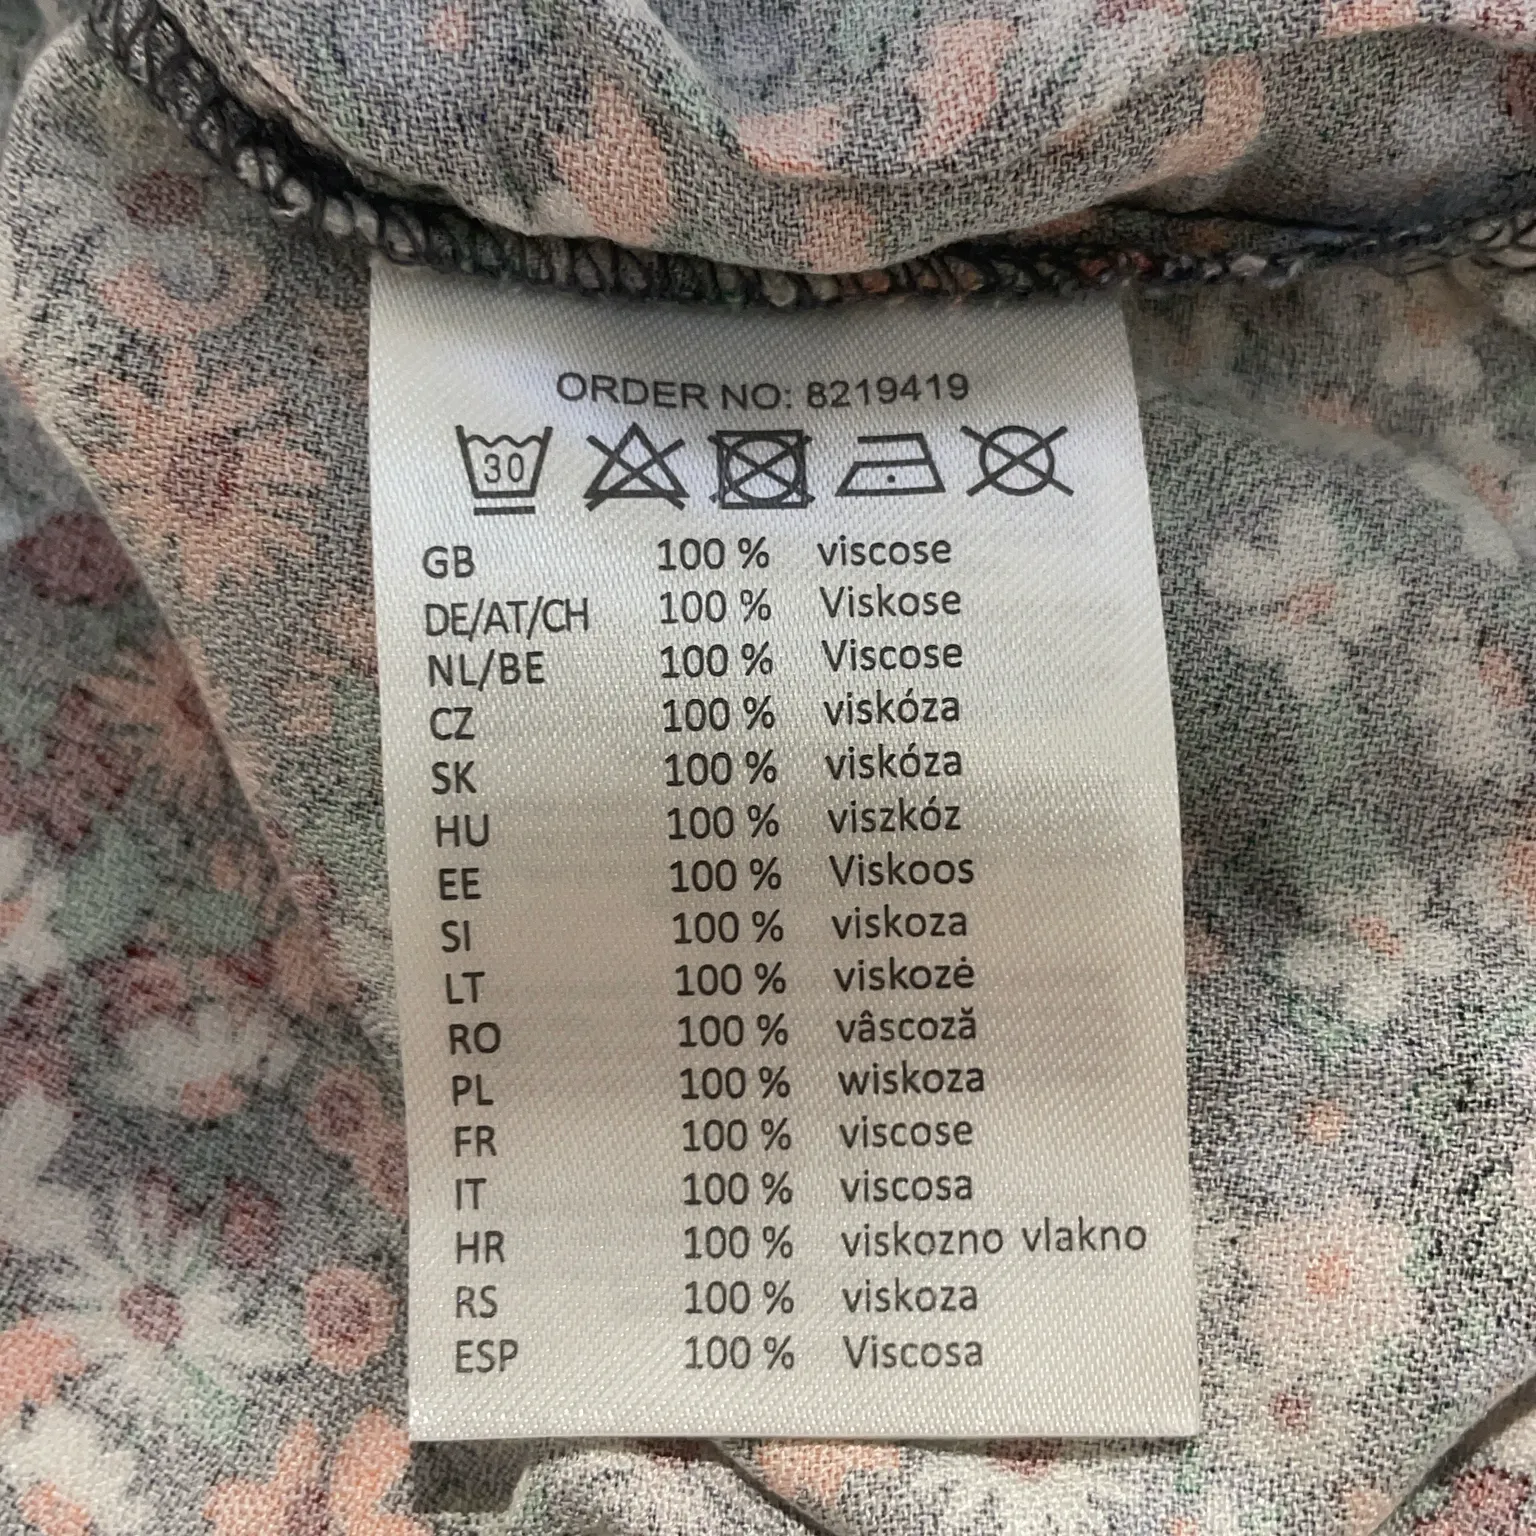 ORDER NO: 8219419
30
GB 100 % viscose
DE/AT/CH 100 % Viskose
NL/BE 100 % Viscose
CZ 100 % viskóza
SK 100 % viskóza
HU 100 % viszkóz
EE 100 % Viskoos
SI 100 % viskoza
LT 100 % viskozė
RO 100 % vâscoză
PL 100 % wiskoza
FR 100 % viscose
IT 100 % viscosa
HR 100 % viskozno vlakno
RS 100 % viskoza
ESP 100 % Viscosa